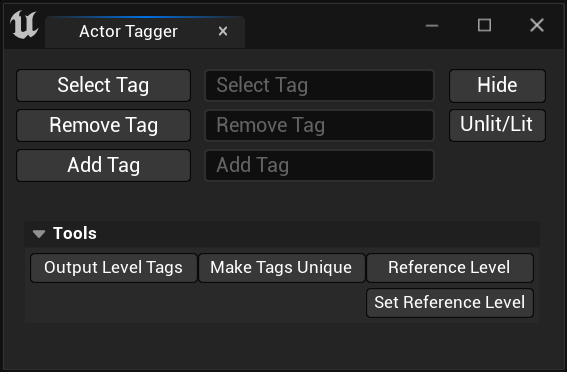 Actor Tagger
Select Tag Select Tag Hide
Remove Tag Remove Tag Unlit/Lit
Add Tag Add Tag
Tools
Output Level Tags Make Tags Unique Reference Level
Set Reference Level